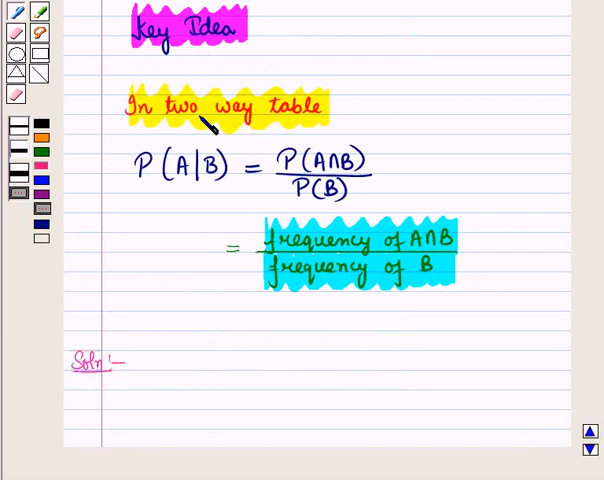 Key Idea
In two way table
P(A|B) = P(A∩B) / P(B)
= frequency of A∩B / frequency of B
Soln :-